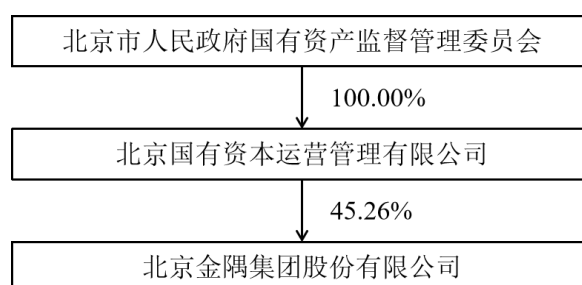 北京市人民政府国有资产监督管理委员会
100.00%
北京国有资本运营管理有限公司
45.26%
北京金隅集团股份有限公司